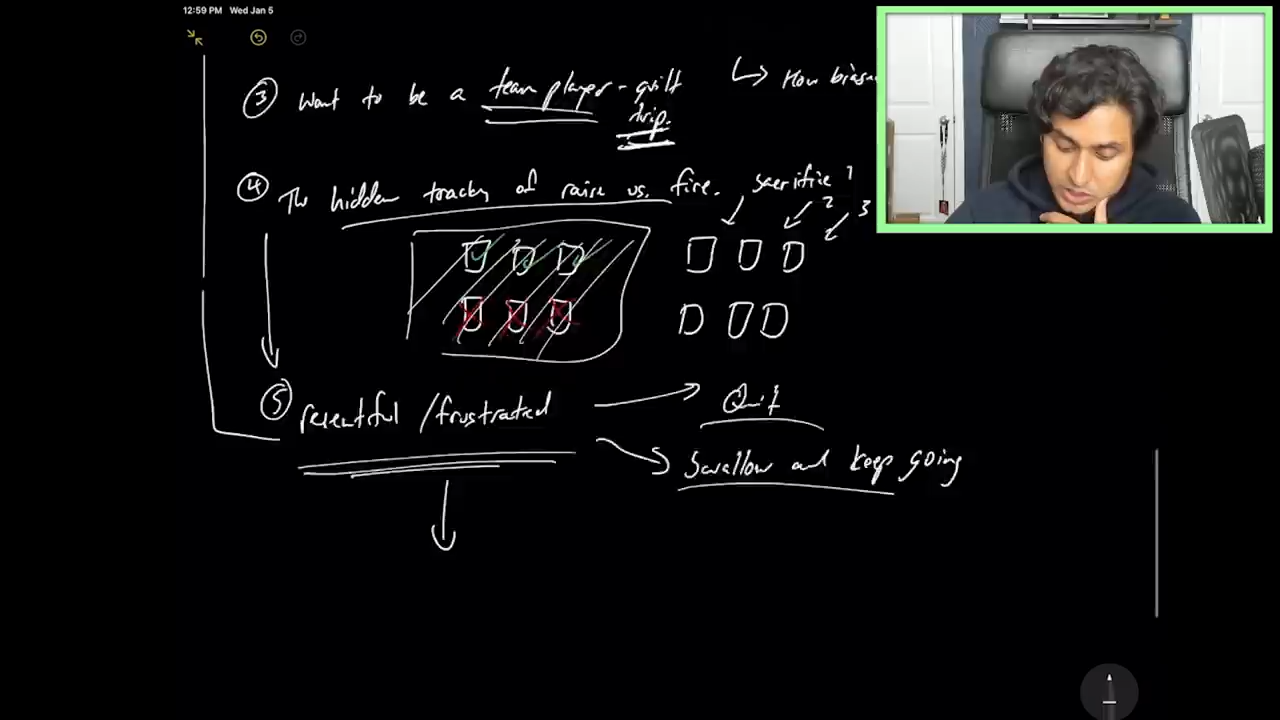 12:59 PM Wed Jan 5
③ Want to be a team player - guilt trip.
↳ How
④ The hidden tracks of raise vs. fire.
sacrifice 1
2
3
⑤ resentful / frustrated
Quit
Swallow and keep going